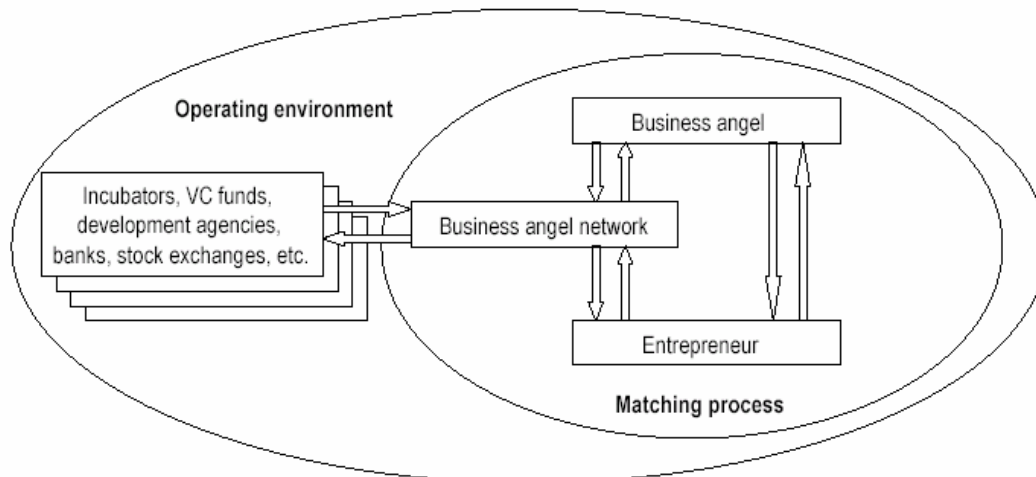 Operating environment
Business angel
Incubators, VC funds,
development agencies,
banks, stock exchanges, etc.
Business angel network
Entrepreneur
Matching process